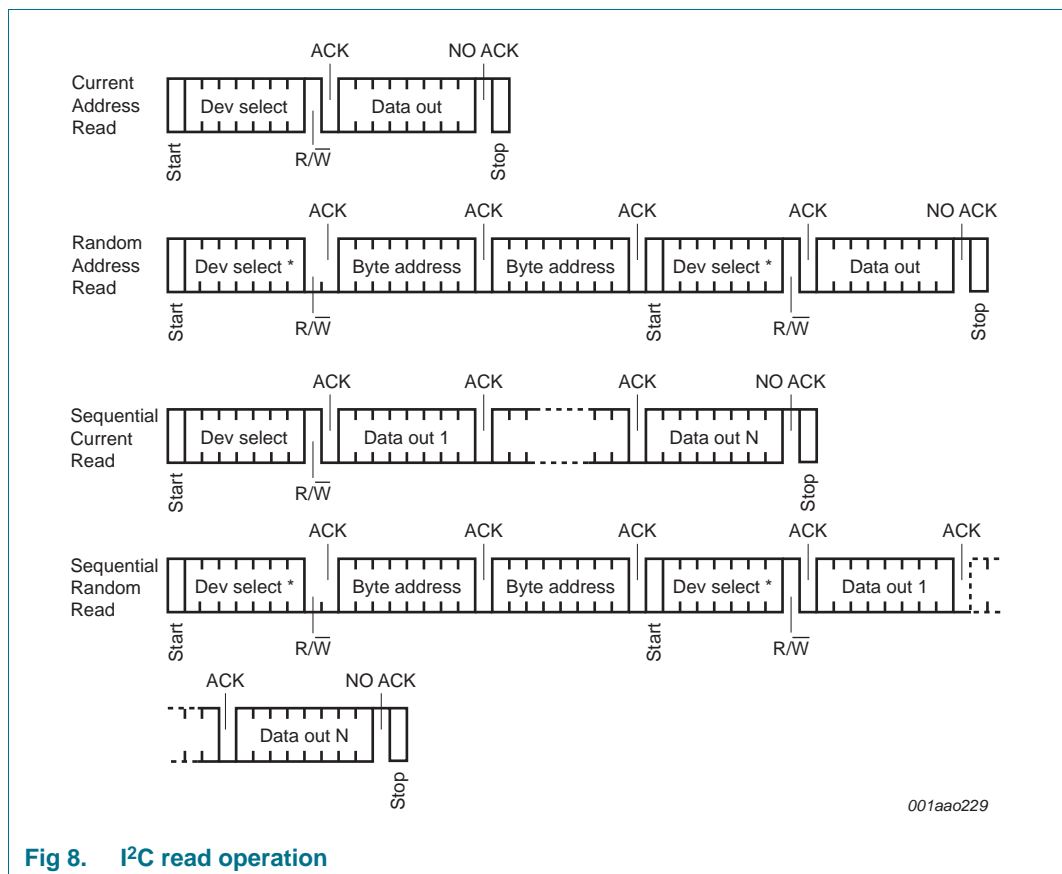 ACK NO ACK
Current
Address
Read
Dev select Data out
Start R/W̅ Stop
ACK ACK ACK ACK NO ACK
Random
Address
Read
Dev select * Byte address Byte address Dev select * Data out
Start R/W̅ Start R/W̅ Stop
ACK ACK ACK NO ACK
Sequential
Current
Read
Dev select Data out 1 Data out N
Start R/W̅ Stop
ACK ACK ACK ACK ACK
Sequential
Random
Read
Dev select * Byte address Byte address Dev select * Data out 1
Start R/W̅ Start R/W̅
ACK NO ACK
Data out N
Stop
001aao229
Fig 8. I²C read operation